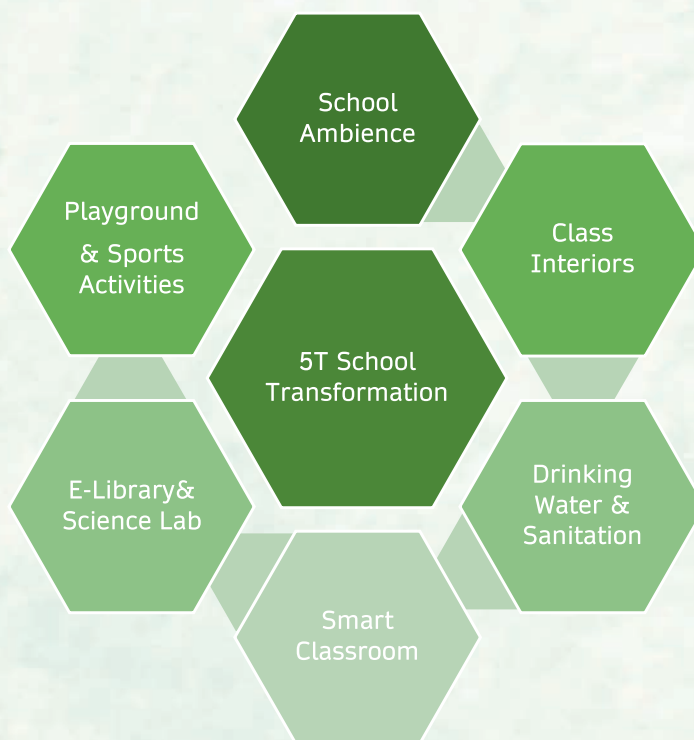 School
Ambience
Class
Interiors
Drinking
Water &
Sanitation
Smart
Classroom
E-Library&
Science Lab
Playground
& Sports
Activities
5T School
Transformation